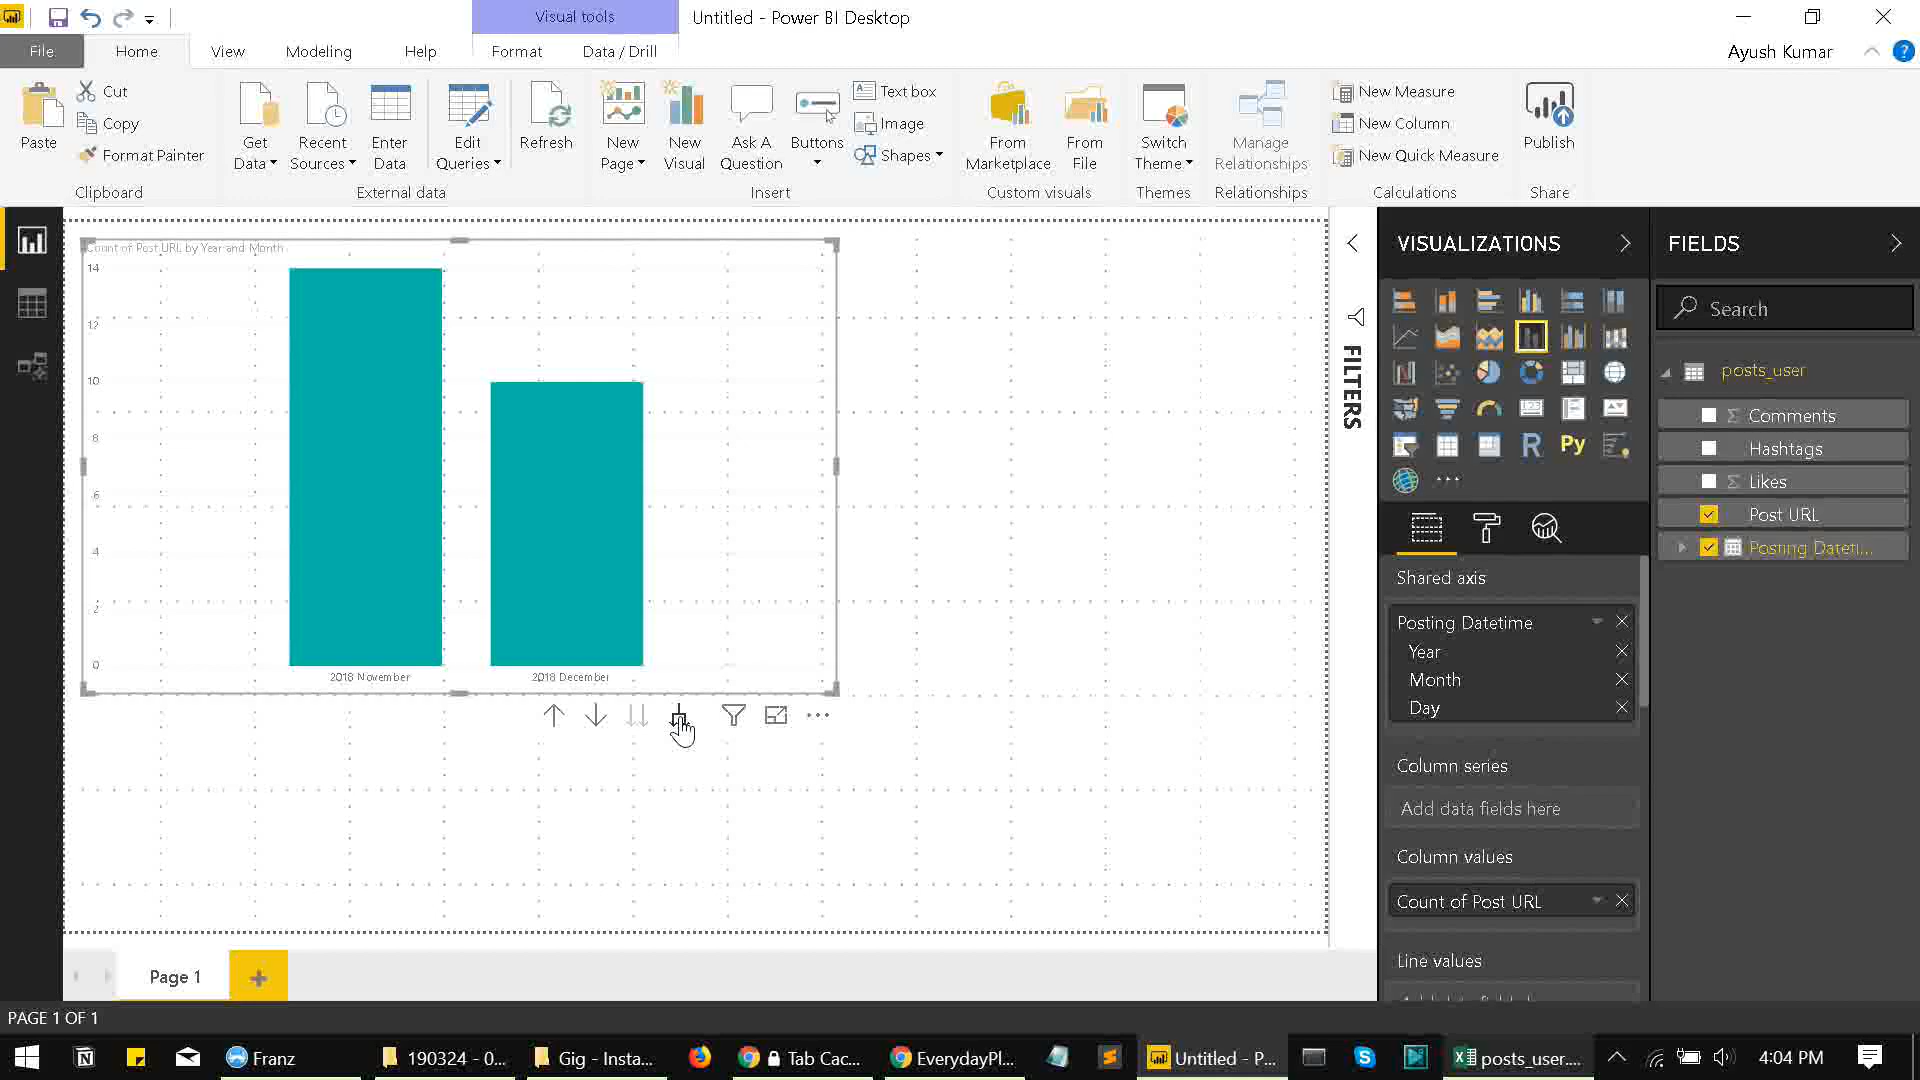 Visual tools
Untitled - Power BI Desktop
File
Home
View
Modeling
Help
Format
Data / Drill
Ayush Kumar
?
Paste
Cut
Copy
Format Painter
Clipboard
Get Data
Recent Sources
Enter Data
Edit Queries
Refresh
External data
New Page
New Visual
Ask A Question
Buttons
Text box
Image
Shapes
Insert
From Marketplace
From File
Custom visuals
Switch Theme
Themes
Manage Relationships
Relationships
New Measure
New Column
New Quick Measure
Calculations
Publish
Share
Count of Post URL by Year and Month
14
12
10
8
6
4
2
0
2018 November
2018 December
FILTERS
VISUALIZATIONS
R
Py
Shared axis
Posting Datetime
Year
Month
Day
Column series
Add data fields here
Column values
Count of Post URL
Line values
FIELDS
Search
posts_user
Comments
Hashtags
Likes
Post URL
Posting Dateti...
Page 1
PAGE 1 OF 1
Franz
190324 - 0...
Gig - Insta...
Tab Cac...
EverydayPl...
Untitled - P...
posts_user....
4:04 PM